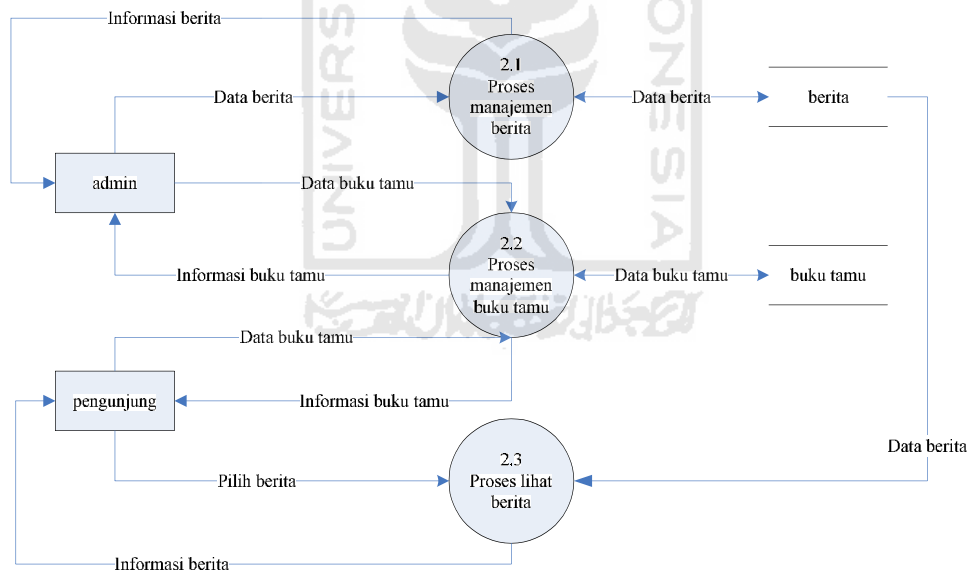 Informasi berita
2.1
Proses
manajemen
berita
Data berita
Data berita
berita
admin
Data buku tamu
2.2
Proses
manajemen
buku tamu
Informasi buku tamu
Data buku tamu
buku tamu
Data buku tamu
pengunjung
Informasi buku tamu
Data berita
2.3
Proses lihat
berita
Pilih berita
Informasi berita
UNIVERS
ONESIA